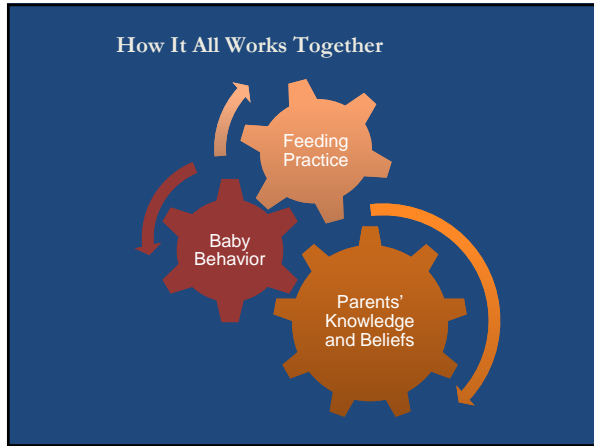 How It All Works Together
Feeding
Practice
Baby
Behavior
Parents’
Knowledge
and Beliefs